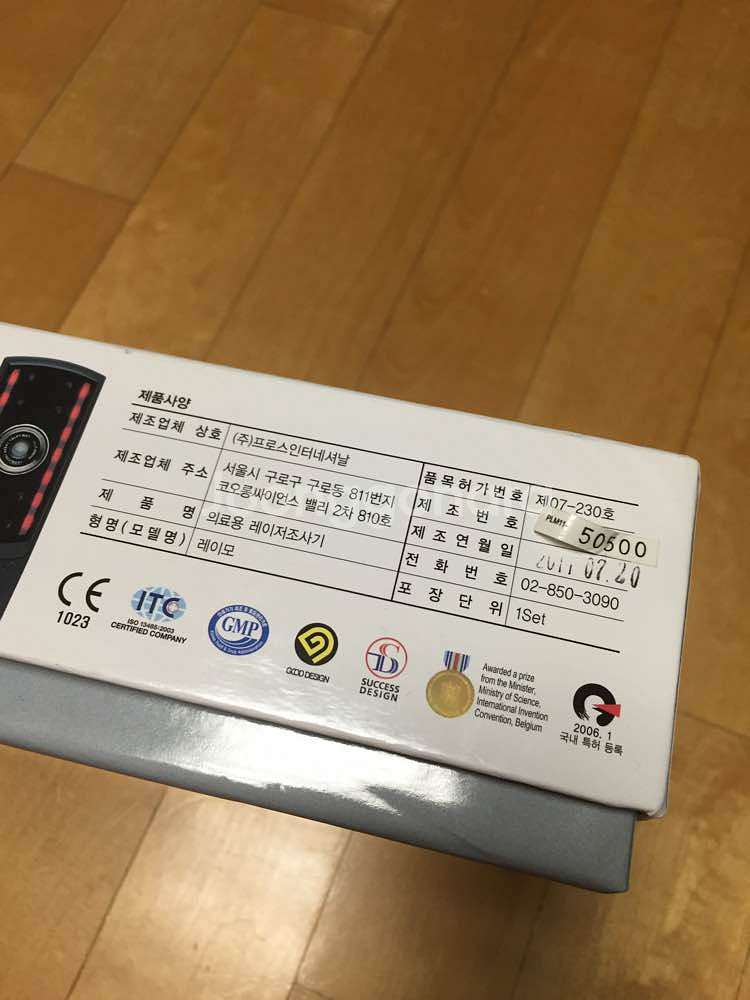 제품사양
제조업체 상호 (주)프로스인터네셔날
제조업체 주소 서울시 구로구 구로동 811번지
코오롱싸이언스 밸리 2차 810호
제 품 명 의료용 레이저조사기
형명(모델명) 레이모
품목허가번호 제07-230호
제 조 번 호 50500
제조연월일 2011 07.20
전 화 번 호 02-850-3090
포 장 단 위 1Set
CE
1023
ITC
ISO 13485:2003
CERTIFIED COMPANY
GMP
GOOD DESIGN
SUCCESS
DESIGN
Awarded a prize
from the Minister,
Ministry of Science,
International Invention
Convention, Belgium
2006. 1
국내 특허 등록